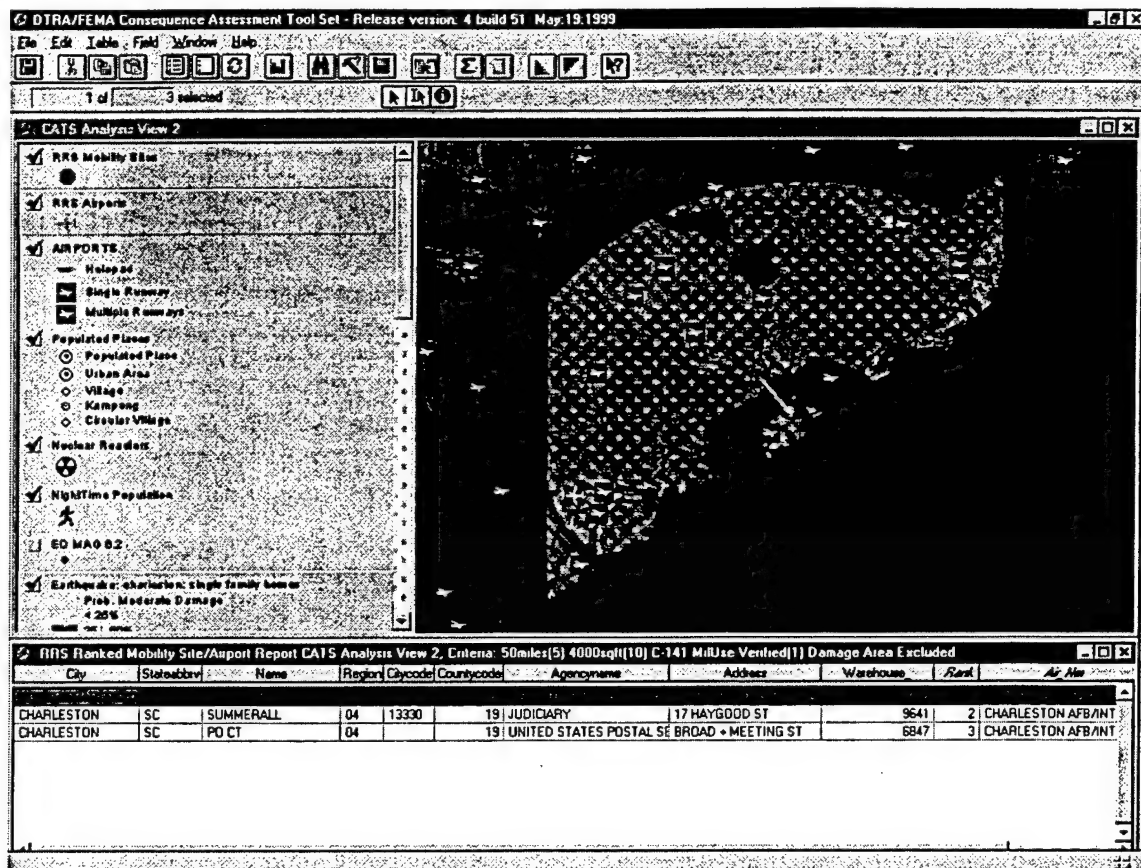 DTRA/FEMA Consequence Assessment Tool Set - Release version: 4 build 51 May:19:1999
File Edit Table Field Window Help
1 of 3 selected
CATS Analysis View 2
RRS Mobility Sites
RRS Airports
AIRPORTS
Helopad
Single Runway
Multiple Runways
Populated Places
Populated Place
Urban Area
Village
Kampong
Circular Village
Nuclear Reactors
NightTime Population
EQ MAG 8.2
Earthquake: charleston: single family homes
Prob. Moderate Damage
RRS Ranked Mobility Site/Airport Report CATS Analysis View 2, Criteria: 50miles(5) 4000sqft(10) C-141 MilUse Verified(1) Damage Area Excluded
City Stateabbrv Name Region Citycode Countycode Agencyname Address Warehouse Rank
CHARLESTON SC SUMMERALL 04 13330 19 JUDICIARY 17 HAYGOOD ST 9641 2 CHARLESTON AFB/INT
CHARLESTON SC PO CT 04 19 UNITED STATES POSTAL SE BROAD + MEETING ST 6847 3 CHARLESTON AFB/INT